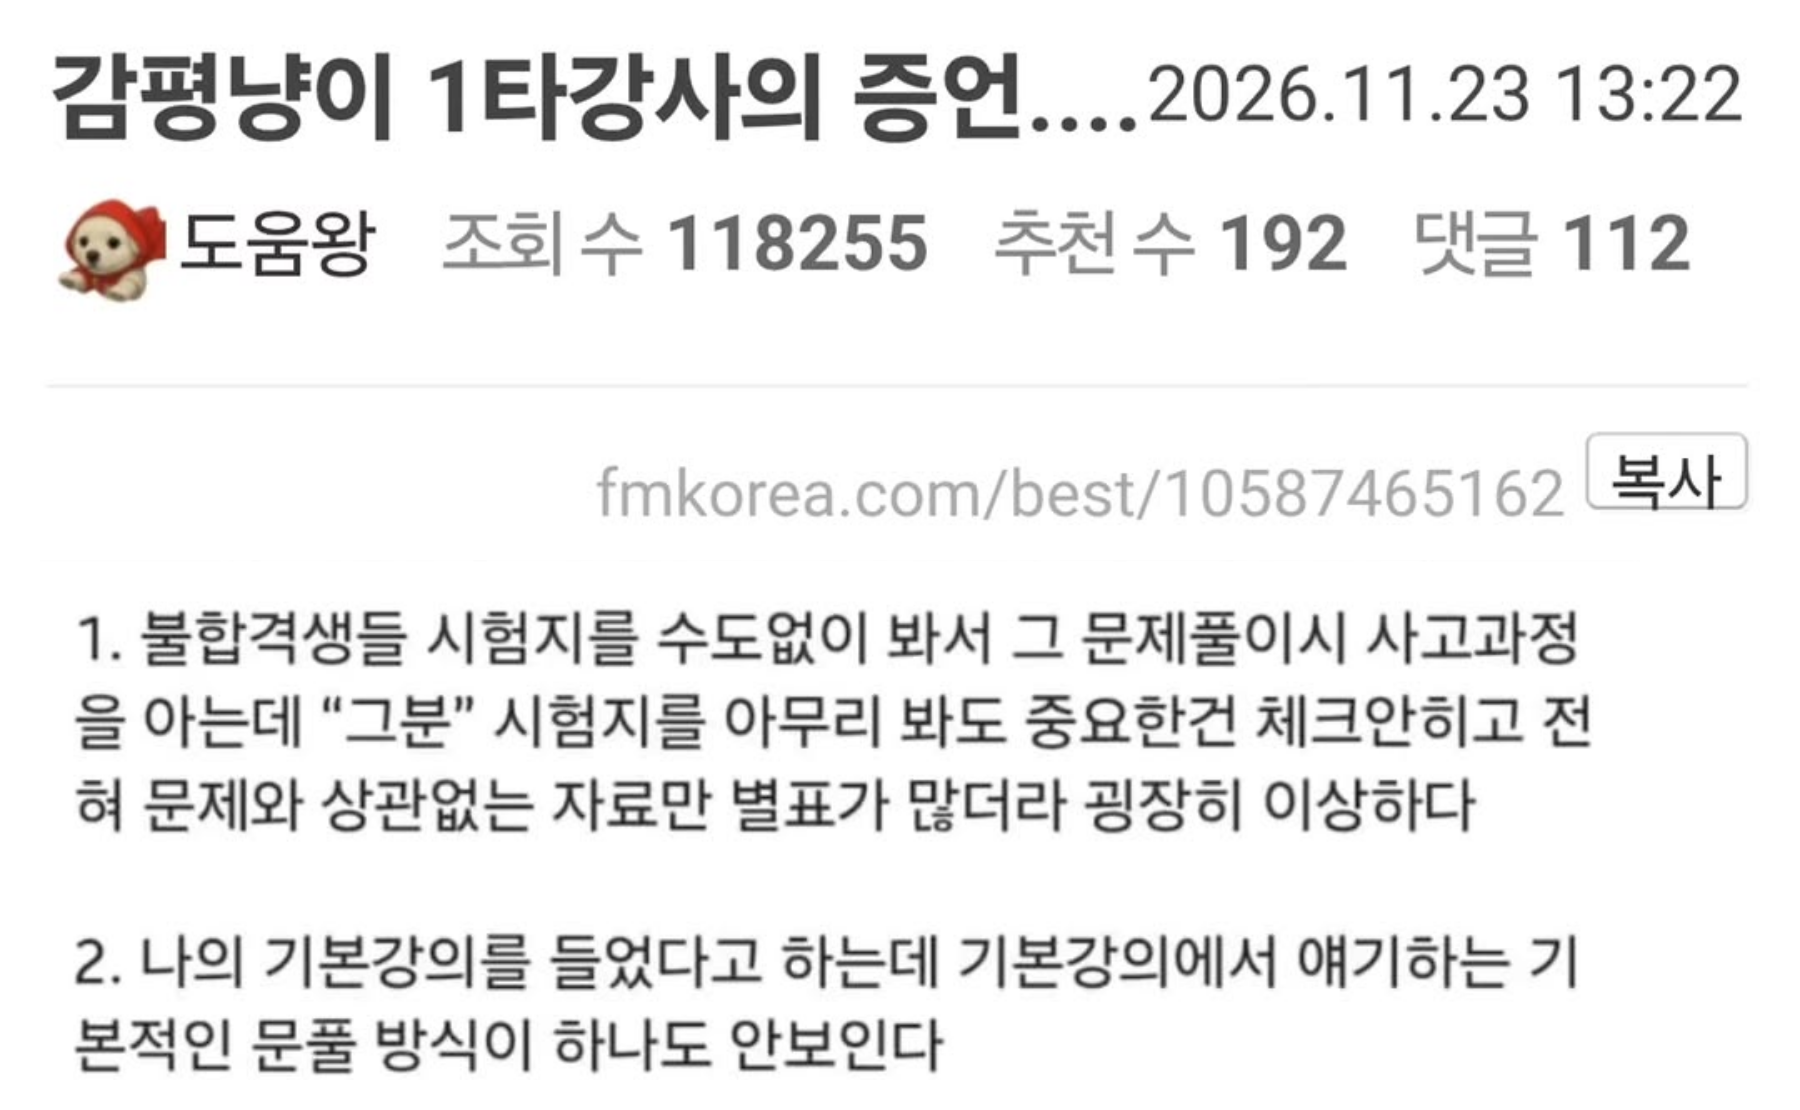 감평냥이 1타강사의 증언.... 2026.11.23 13:22
도움왕 조회 수 118255 추천 수 192 댓글 112
fmkorea.com/best/10587465162 복사
1. 불합격생들 시험지를 수도없이 봐서 그 문제풀이시 사고과정
을 아는데 “그분” 시험지를 아무리 봐도 중요한건 체크안히고 전
혀 문제와 상관없는 자료만 별표가 많더라 굉장히 이상하다
2. 나의 기본강의를 들었다고 하는데 기본강의에서 얘기하는 기
본적인 문풀 방식이 하나도 안보인다